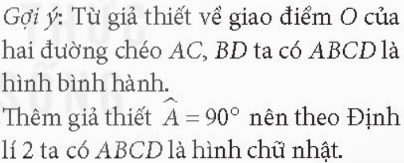 Gợi ý: Từ giả thiết về giao điểm O của
hai đường chéo AC, BD ta có ABCD là
hình bình hành.
Thêm giả thiết Â = 90° nên theo Định
lí 2 ta có ABCD là hình chữ nhật.